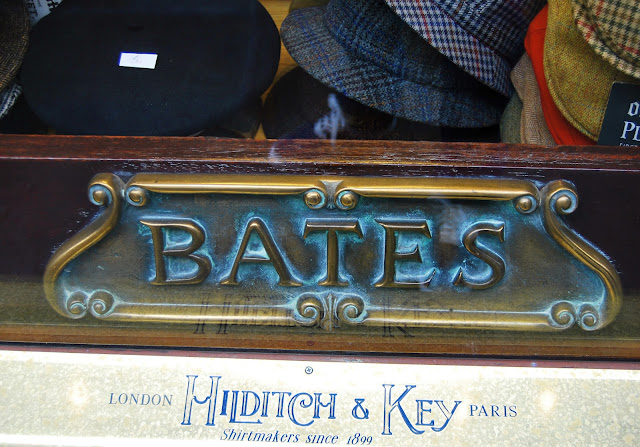 BATES
®
LONDON HILDITCH & KEY PARIS
Shirtmakers since 1899